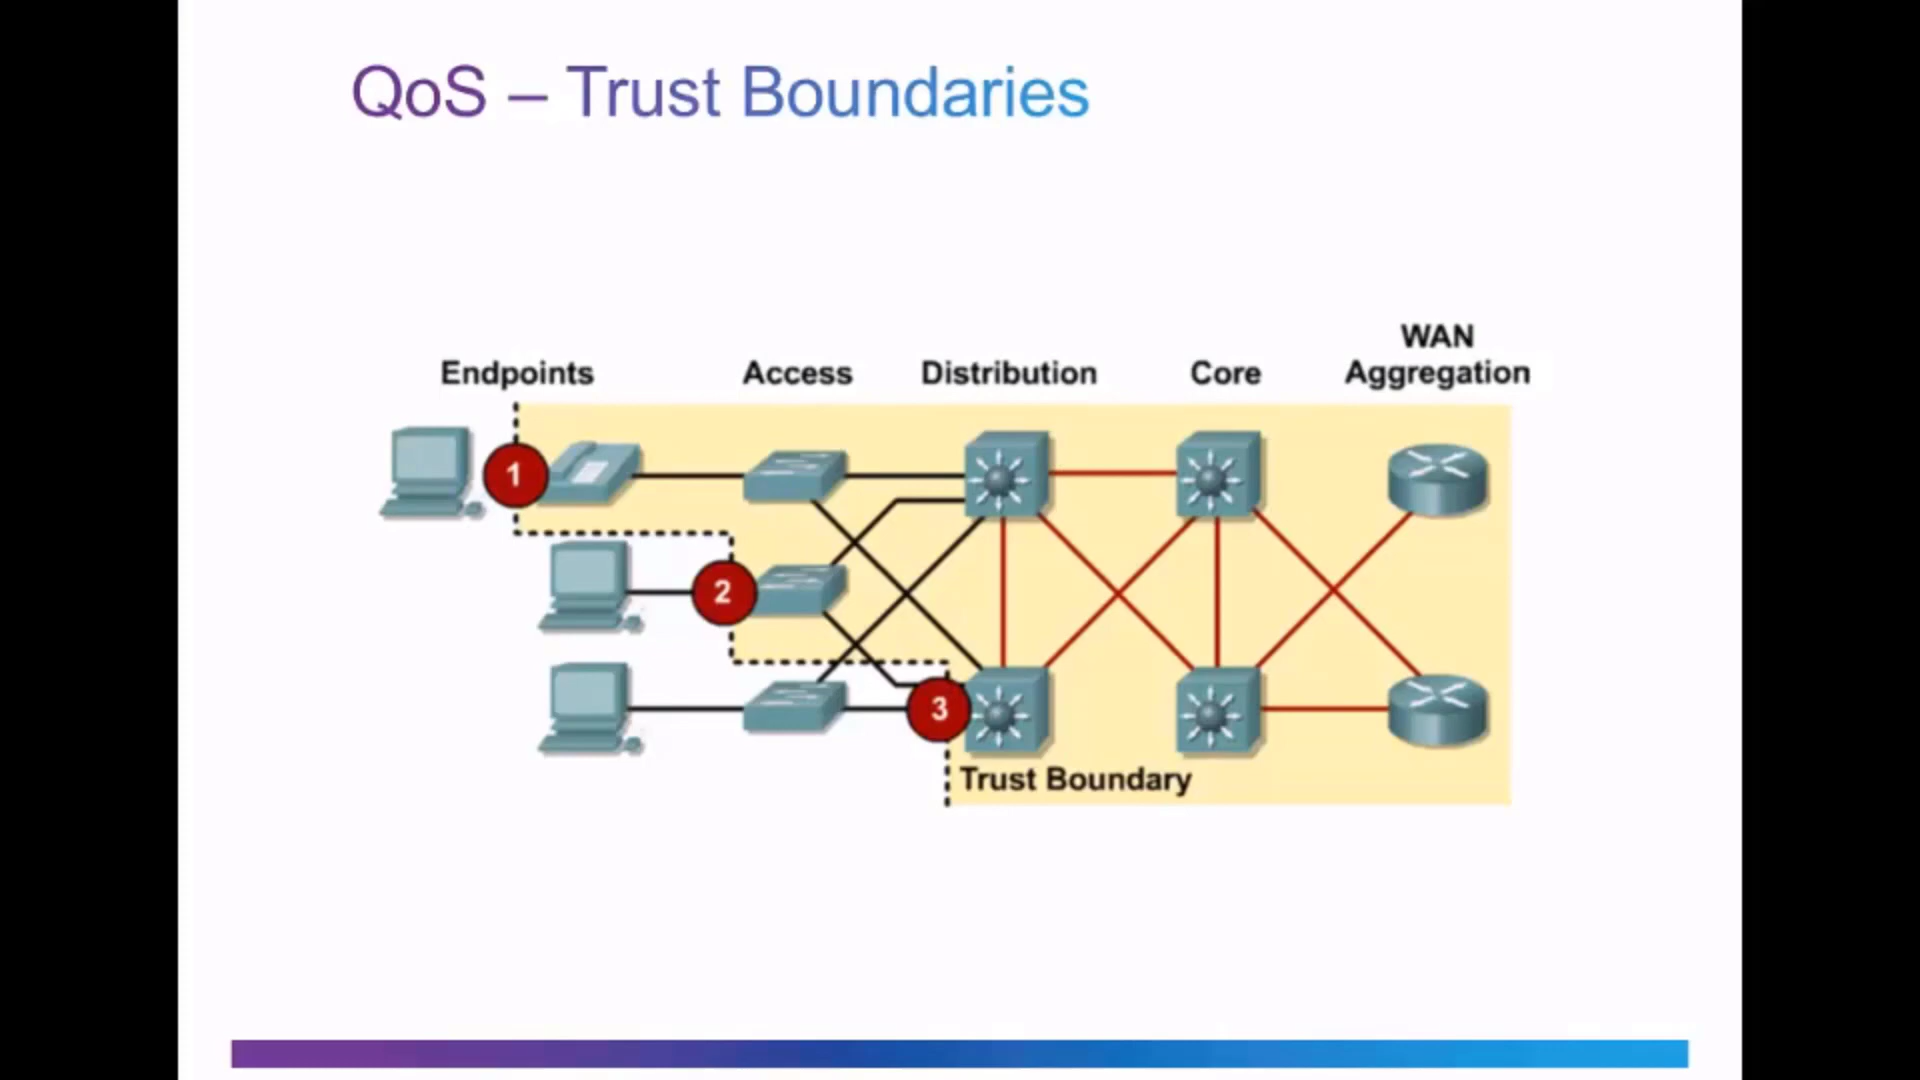 QoS – Trust Boundaries
WAN
Endpoints Access Distribution Core Aggregation
1
2
3
Trust Boundary